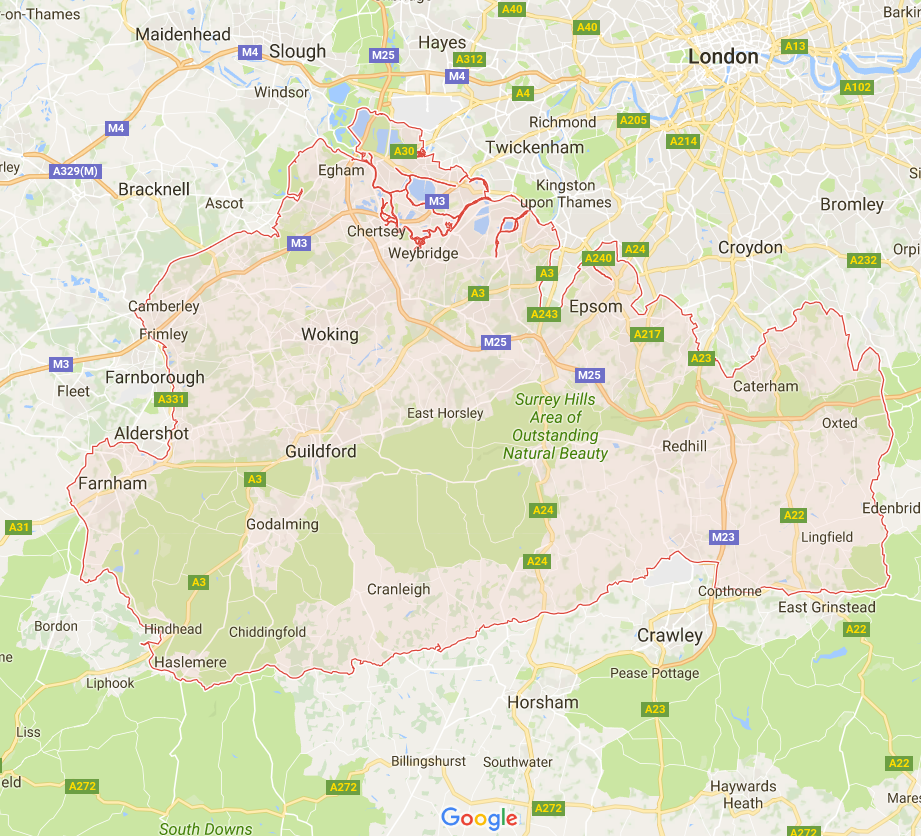 -on-Thames
A40
Barkin
Maidenhead
M4
Slough
M25
Hayes
A312
A40
London
A13
M4
Windsor
A4
A102
M4
Richmond
A205
A30
Twickenham
A214
rley
A329(M)
Egham
Bracknell
Ascot
M3
Kingston
upon Thames
Bromley
Chertsey
M3
Weybridge
A240
A24
Croydon
Orpi
A232
A3
A3
Camberley
Epsom
A243
Frimley
Woking
A217
M25
A23
M3
Farnborough
M25
Fleet
A331
Caterham
East Horsley
Surrey Hills
Area of
Outstanding
Natural Beauty
Oxted
Aldershot
Guildford
Redhill
Farnham
A3
A31
Godalming
A24
A22
Edenbrid
M23
Lingfield
A24
A3
Cranleigh
Copthorne
East Grinstead
Bordon
Hindhead
Chiddingfold
Crawley
A22
Haslemere
Pease Pottage
Liphook
Horsham
A23
Liss
Billingshurst
Southwater
A22
A272
A272
Haywards
Heath
Mares
Google
A272
South Downs
A272